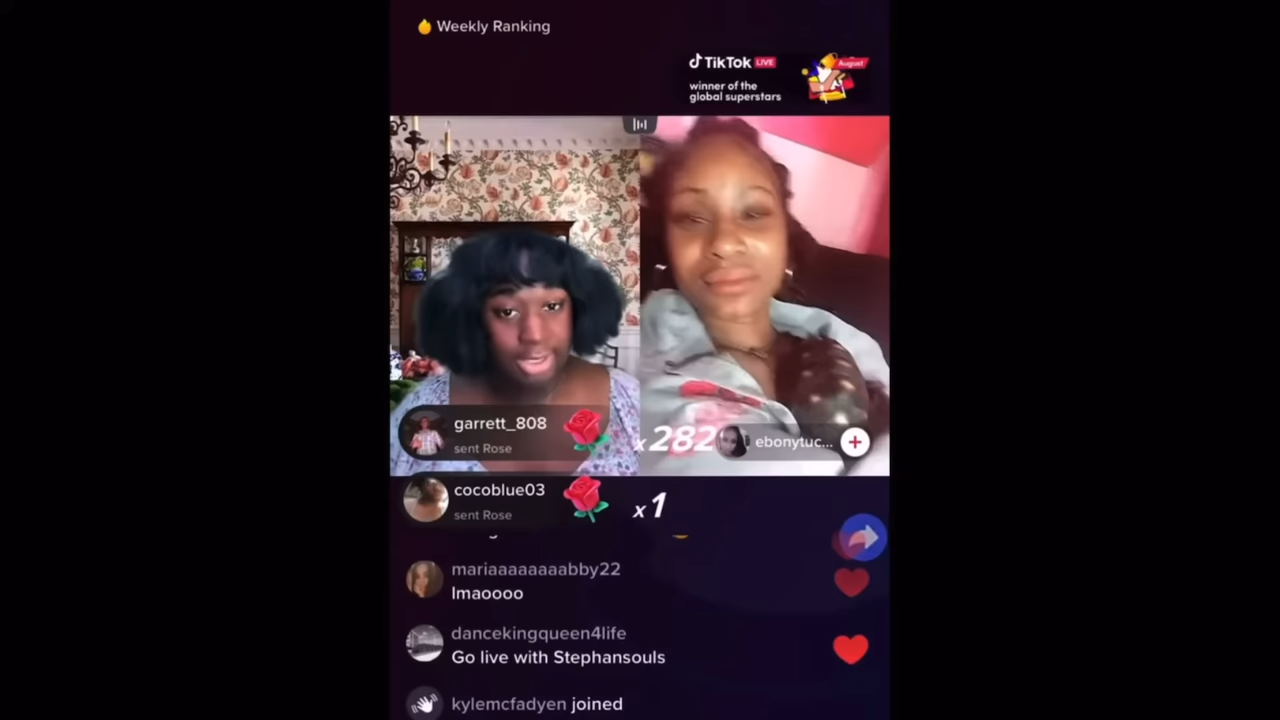 Weekly Ranking
TikTok LIVE
August
winner of the
global superstars
garrett_808
sent Rose
x282
ebonytuc...
cocoblue03
sent Rose
x1
mariaaaaaaaabby22
lmaoooo
dancekingqueen4life
Go live with Stephansouls
kylemcfadyen joined